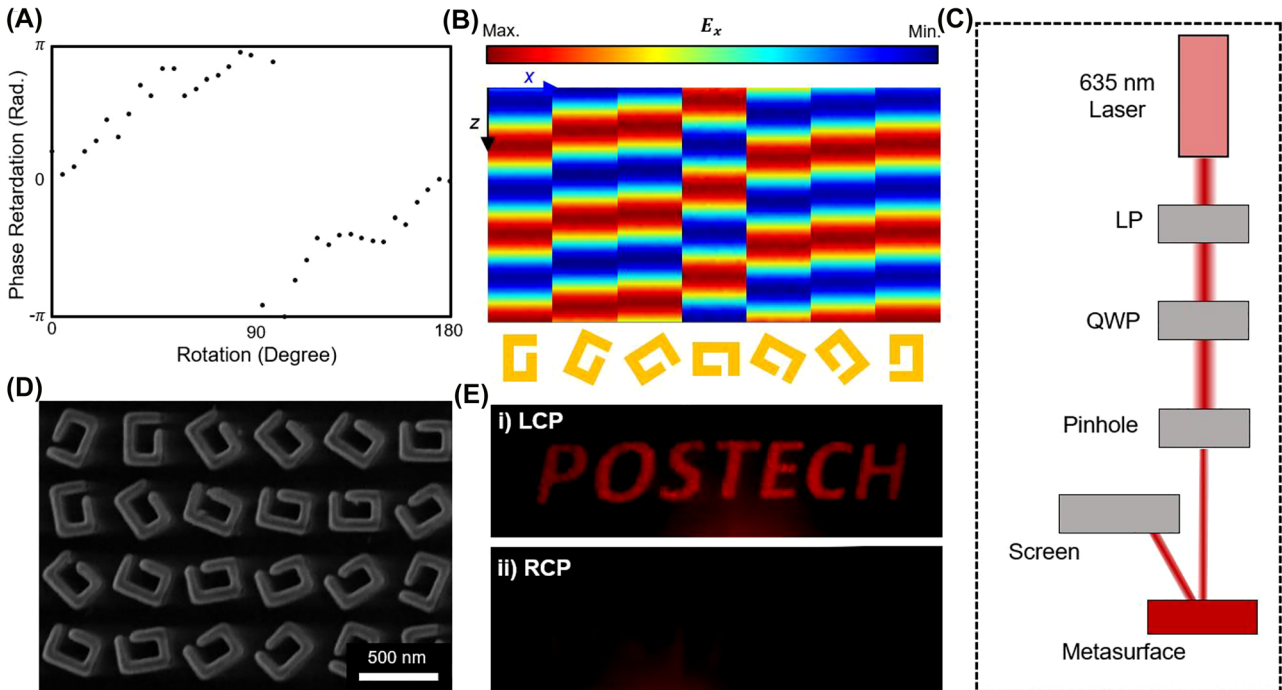 (A)
π
0
-π
Phase Retardation (Rad.)
0
90
180
Rotation (Degree)
(B)
Max.
Eₓ
Min.
x
z
(C)
635 nm
Laser
LP
QWP
Pinhole
Screen
Metasurface
(D)
500 nm
(E)
i) LCP
POSTECH
ii) RCP